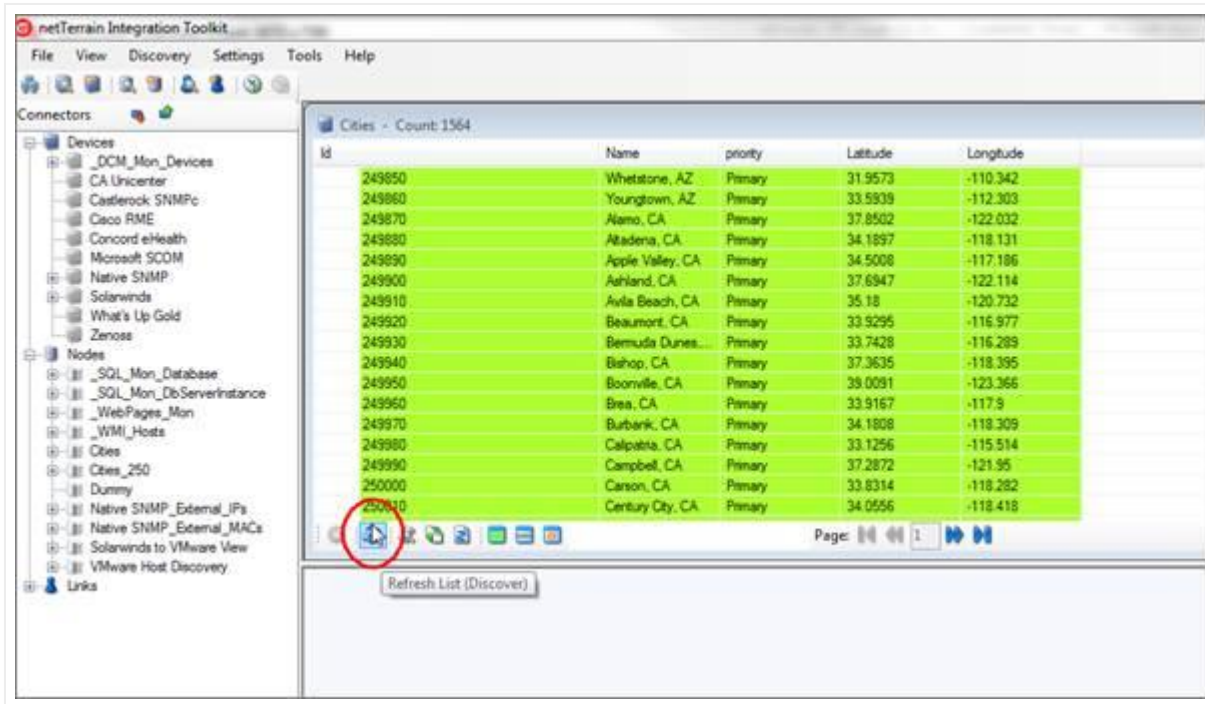 netTerrain Integration Toolkit
File View Discovery Settings Tools Help
Connectors
Devices
_DCM_Mon_Devices
CA Unicenter
Castlerock SNMPc
Cisco RME
Concord eHealth
Microsoft SCOM
Native SNMP
Solarwinds
What's Up Gold
Zenoss
Nodes
_SQL_Mon_Database
_SQL_Mon_DbServerInstance
_WebPages_Mon
_WMI_Hosts
Cities
Cities_250
Dummy
Native SNMP_External_IPs
Native SNMP_External_MACs
Solarwinds to VMware View
VMware Host Discovery
Links
Cities - Count: 1564
Id Name priority Latitude Longitude
249850 Whetstone, AZ Primary 31.9573 -110.342
249860 Youngtown, AZ Primary 33.5939 -112.303
249870 Alamo, CA Primary 37.8502 -122.032
249880 Altadena, CA Primary 34.1897 -118.131
249890 Apple Valley, CA Primary 34.5008 -117.186
249900 Ashland, CA Primary 37.6947 -122.114
249910 Avila Beach, CA Primary 35.18 -120.732
249920 Beaumont, CA Primary 33.9295 -116.977
249930 Bermuda Dunes... Primary 33.7428 -116.289
249940 Bishop, CA Primary 37.3635 -118.395
249950 Boonville, CA Primary 39.0091 -123.366
249960 Brea, CA Primary 33.9167 -117.9
249970 Burbank, CA Primary 34.1808 -118.309
249980 Calipatria, CA Primary 33.1256 -115.514
249990 Campbell, CA Primary 37.2872 -121.95
250000 Carson, CA Primary 33.8314 -118.282
250010 Century City, CA Primary 34.0556 -118.418
Page: 1
Refresh List (Discover)